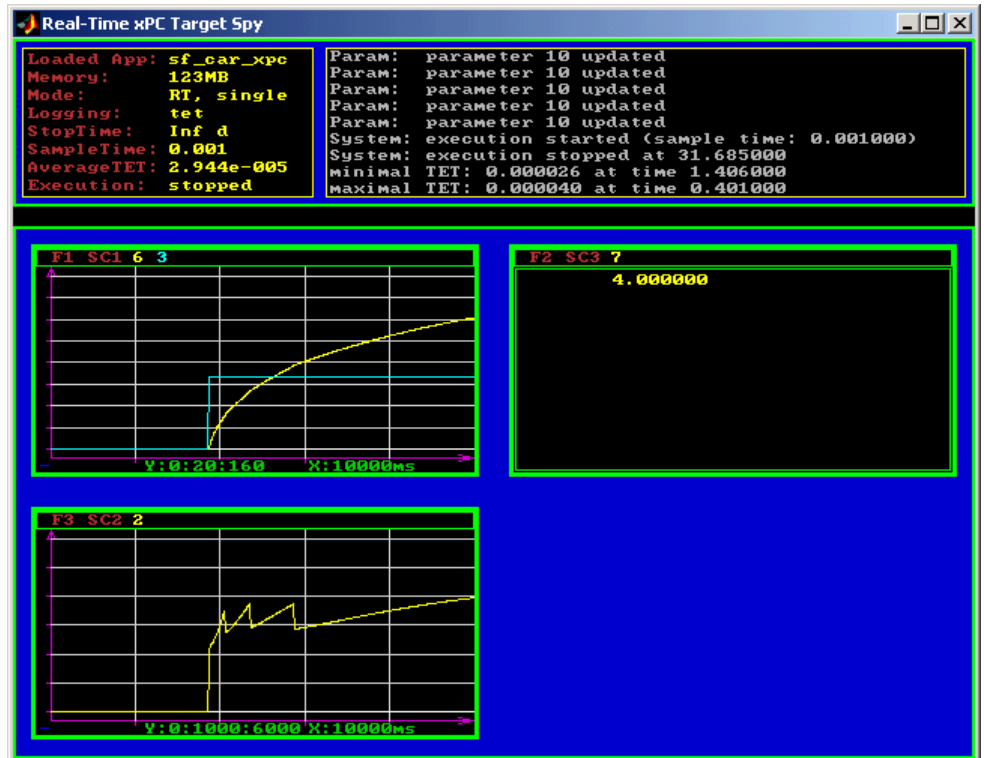 Real-Time xPC Target Spy
Loaded App: sf_car_xpc
Memory: 123MB
Mode: RT, single
Logging: tet
StopTime: Inf d
SampleTime: 0.001
AverageTET: 2.944e-005
Execution: stopped
Param: parameter 10 updated
Param: parameter 10 updated
Param: parameter 10 updated
Param: parameter 10 updated
Param: parameter 10 updated
System: execution started (sample time: 0.001000)
System: execution stopped at 31.685000
minimal TET: 0.000026 at time 1.406000
maximal TET: 0.000040 at time 0.401000
F1 SC1 6 3
Y:0:20:160 X:10000ms
F2 SC3 7
4.000000
F3 SC2 2
Y:0:1000:6000 X:10000ms